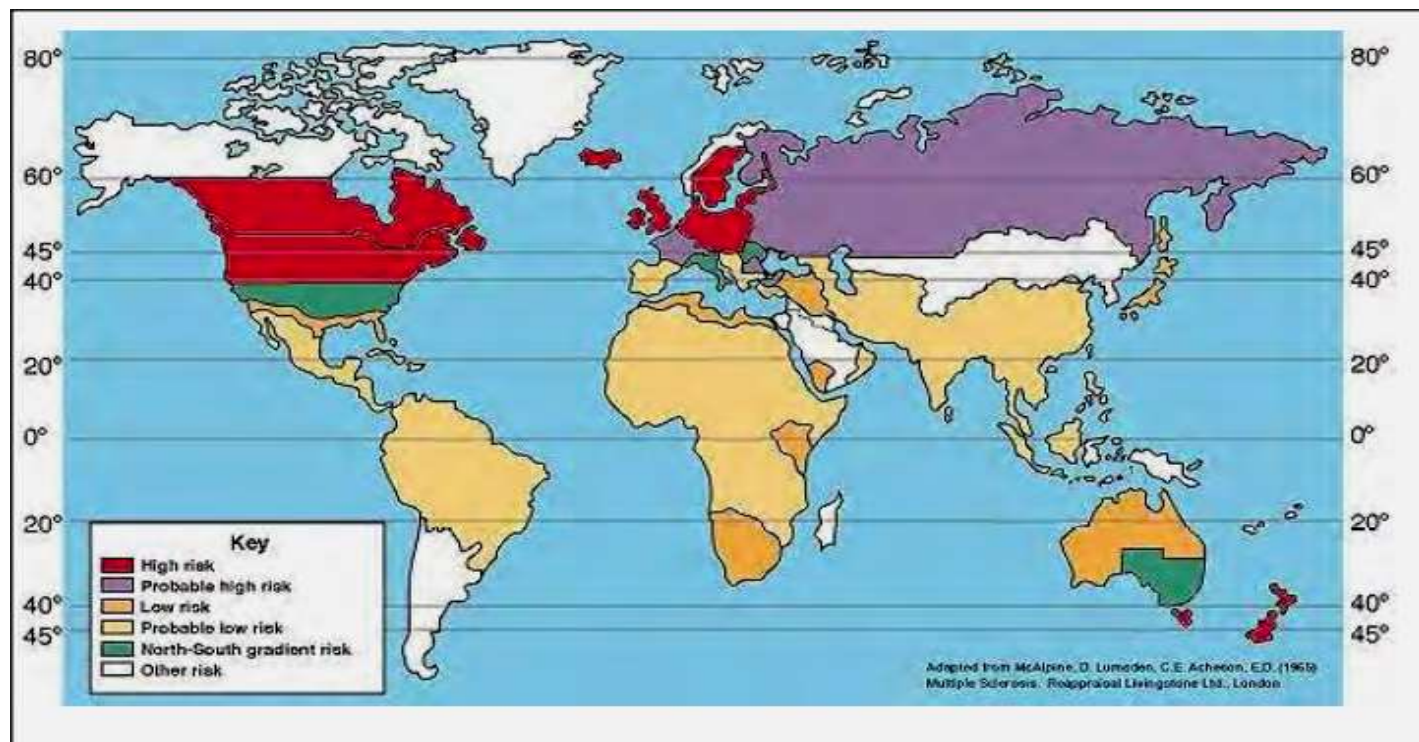 80° 80°
60° 60°
45° 45°
40° 40°
20° 20°
0° 0°
20° 20°
40° 40°
45° 45°
Key
High risk
Probable high risk
Low risk
Probable low risk
North-South gradient risk
Other risk
Adapted from McAlpine, D. Lumsden, C.E. Acheson, E.D. (1965)
Multiple Sclerosis. Reappraisal Livingstone Ltd., London